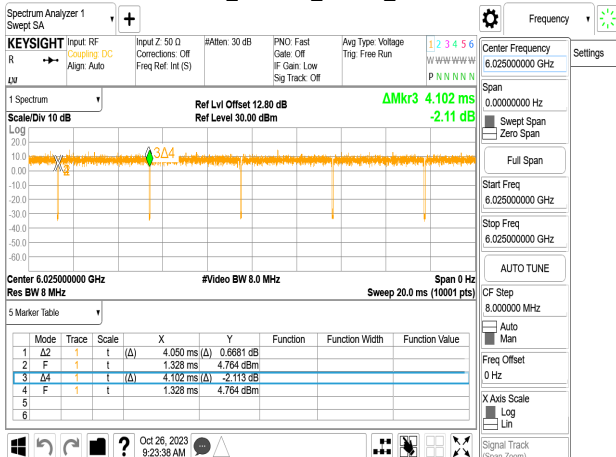 Spectrum Analyzer 1
Swept SA
Frequency
Settings
KEYSIGHT
R
LXI
Input: RF
Coupling: DC
Align: Auto
Input Z: 50 Ω
Corrections: Off
Freq Ref: Int (S)
#Atten: 30 dB
PNO: Fast
Gate: Off
IF Gain: Low
Sig Track: Off
Avg Type: Voltage
Trig: Free Run
1 2 3 4 5 6
W W W W W W
P N N N N N
1 Spectrum
Scale/Div 10 dB
Ref Lvl Offset 12.80 dB
Ref Level 30.00 dBm
ΔMkr3 4.102 ms
-2.11 dB
Log
20.0
10.0
0.00
-10.0
-20.0
-30.0
-40.0
-50.0
-60.0
3Δ4
Center 6.025000000 GHz
Res BW 8 MHz
#Video BW 8.0 MHz
Span 0 Hz
Sweep 20.0 ms (10001 pts)
5 Marker Table
Mode Trace Scale X Y Function Function Width Function Value
1 Δ2 1 t (Δ) 4.050 ms (Δ) 0.6681 dB
2 F 1 t 1.328 ms 4.764 dBm
3 Δ4 1 t (Δ) 4.102 ms (Δ) -2.113 dB
4 F 1 t 1.328 ms 4.764 dBm
5
6
Oct 26, 2023
9:23:38 AM
Center Frequency
6.025000000 GHz
Span
0.00000000 Hz
Swept Span
Zero Span
Full Span
Start Freq
6.025000000 GHz
Stop Freq
6.025000000 GHz
AUTO TUNE
CF Step
8.000000 MHz
Auto
Man
Freq Offset
0 Hz
X Axis Scale
Log
Lin
Signal Track
(Span Zoom)